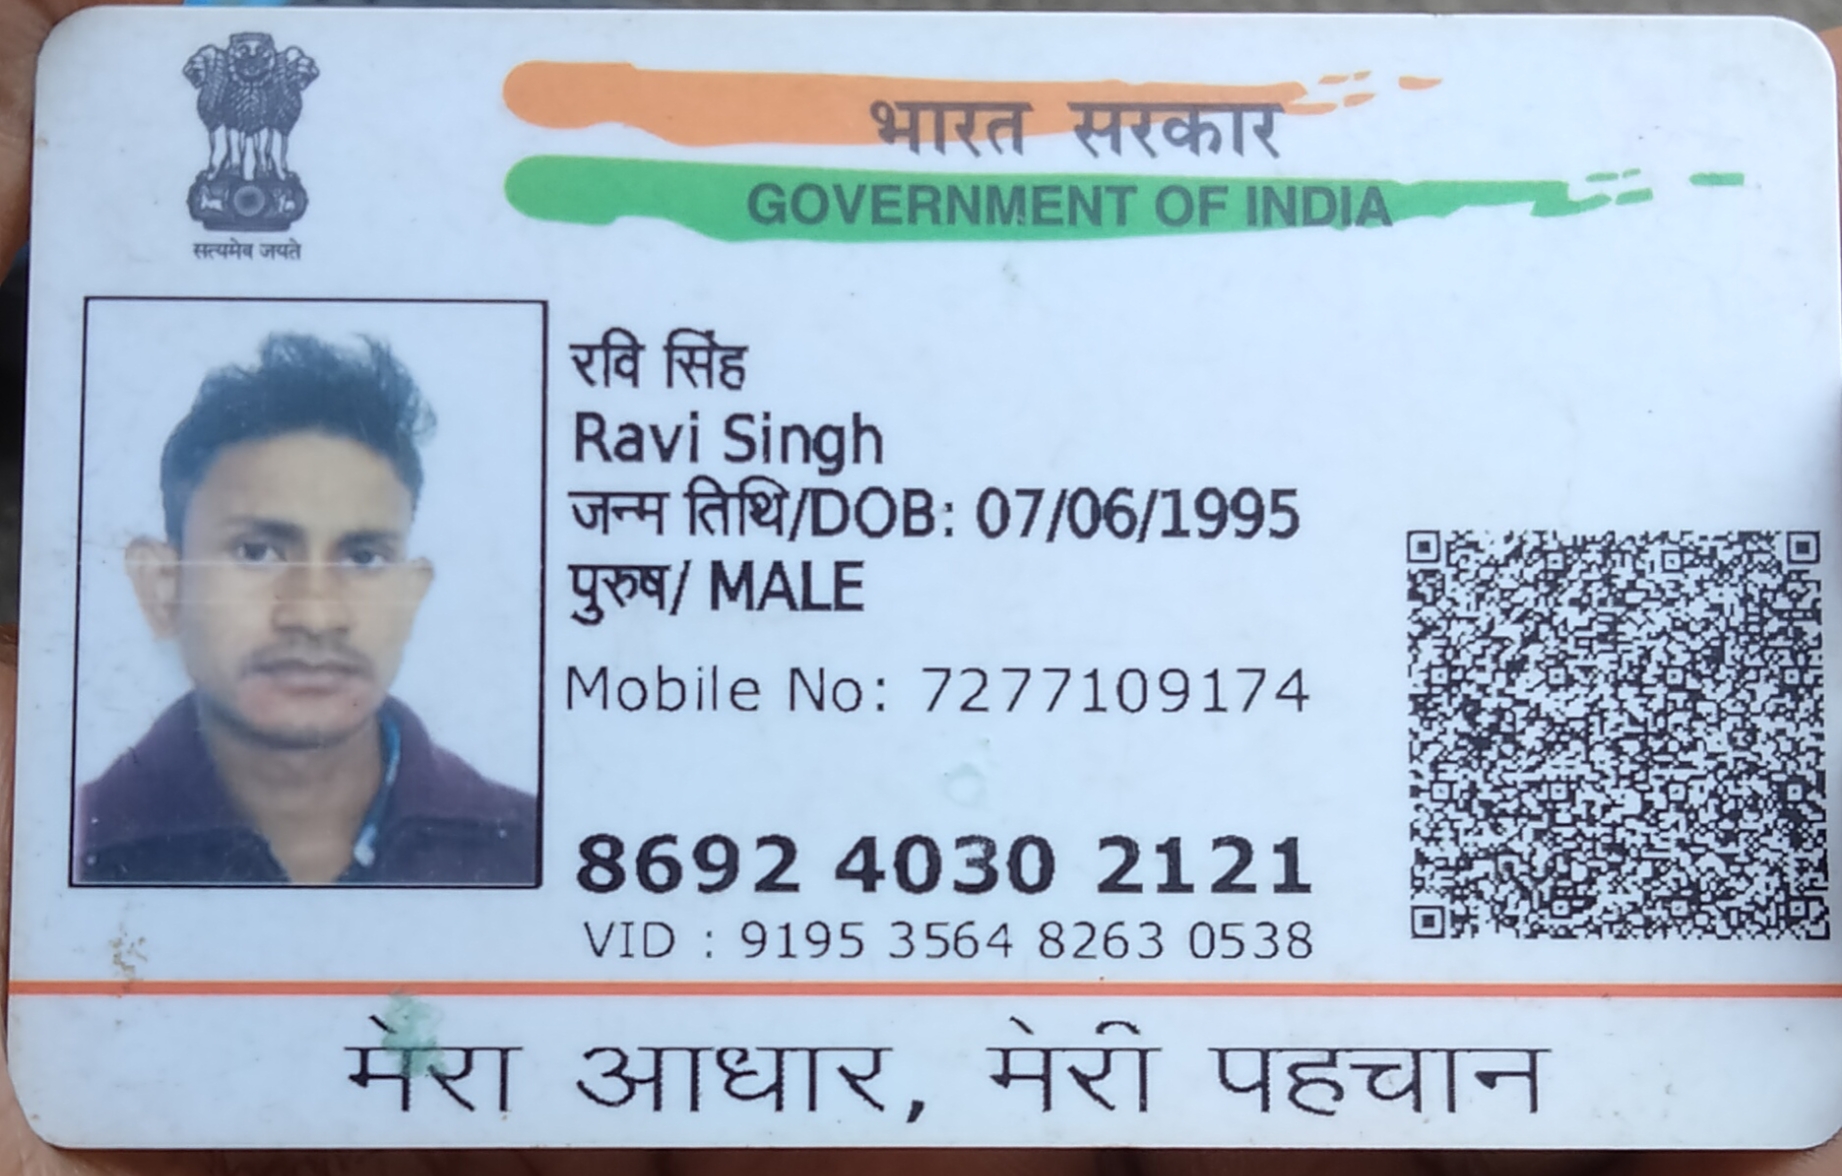 भारत सरकार
GOVERNMENT OF INDIA
सत्यमेव जयते
रवि सिंह
Ravi Singh
जन्म तिथि/DOB: 07/06/1995
पुरुष/ MALE
Mobile No: 7277109174
8692 4030 2121
VID : 9195 3564 8263 0538
मेरा आधार, मेरी पहचान